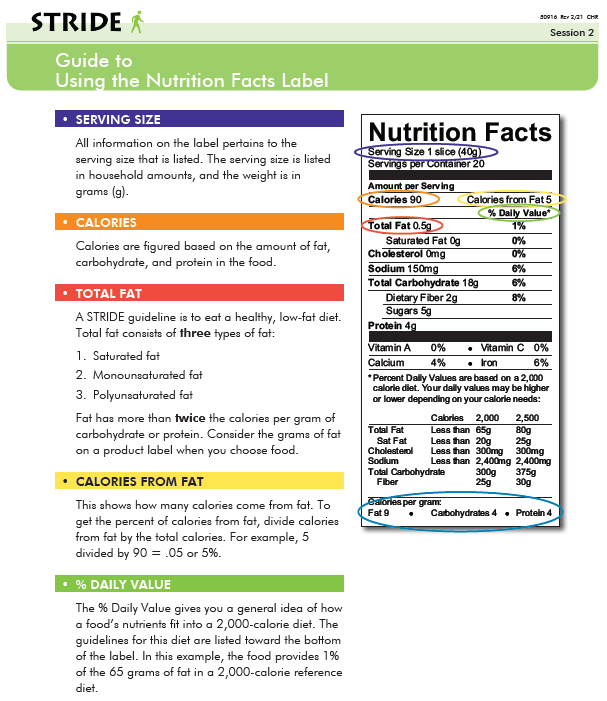 STRIDE
50916 Rev 2/21 CHR
Session 2
Guide to
Using the Nutrition Facts Label
• SERVING SIZE
All information on the label pertains to the
serving size that is listed. The serving size is listed
in household amounts, and the weight is in
grams (g).
• CALORIES
Calories are figured based on the amount of fat,
carbohydrate, and protein in the food.
• TOTAL FAT
A STRIDE guideline is to eat a healthy, low-fat diet.
Total fat consists of three types of fat:
1. Saturated fat
2. Monounsaturated fat
3. Polyunsaturated fat
Fat has more than twice the calories per gram of
carbohydrate or protein. Consider the grams of fat
on a product label when you choose food.
• CALORIES FROM FAT
This shows how many calories come from fat. To
get the percent of calories from fat, divide calories
from fat by the total calories. For example, 5
divided by 90 = .05 or 5%.
• % DAILY VALUE
The % Daily Value gives you a general idea of how
a food's nutrients fit into a 2,000-calorie diet. The
guidelines for this diet are listed toward the bottom
of the label. In this example, the food provides 1%
of the 65 grams of fat in a 2,000-calorie reference
diet.
Nutrition Facts
Serving Size 1 slice (40g)
Servings per Container 20
Amount per Serving
Calories 90 Calories from Fat 5
% Daily Value*
Total Fat 0.5g 1%
Saturated Fat 0g 0%
Cholesterol 0mg 0%
Sodium 150mg 6%
Total Carbohydrate 18g 6%
Dietary Fiber 2g 8%
Sugars 5g
Protein 4g
Vitamin A 0% • Vitamin C 0%
Calcium 4% • Iron 6%
* Percent Daily Values are based on a 2,000
calorie diet. Your daily values may be higher
or lower depending on your calorie needs:
Calories 2,000 2,500
Total Fat Less than 65g 80g
Sat Fat Less than 20g 25g
Cholesterol Less than 300mg 300mg
Sodium Less than 2,400mg 2,400mg
Total Carbohydrate 300g 375g
Fiber 25g 30g
Calories per gram:
Fat 9 • Carbohydrates 4 • Protein 4